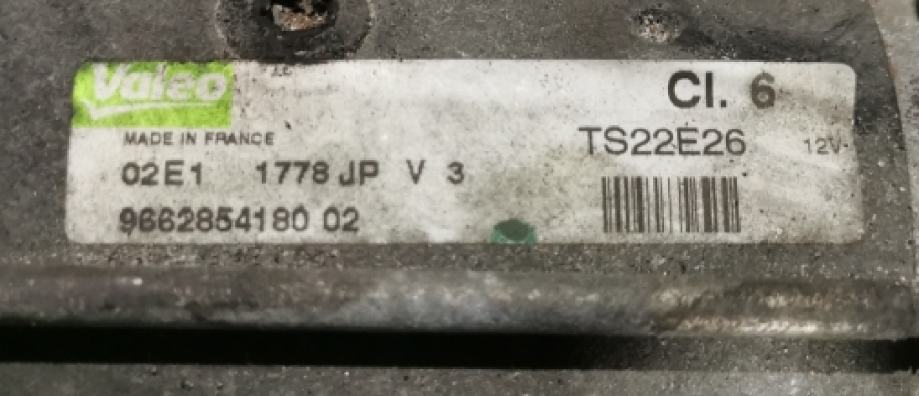 Valeo
Cl. 6
MADE IN FRANCE
TS22E26 12V
02E1 1778 JP V 3
9662854180 02